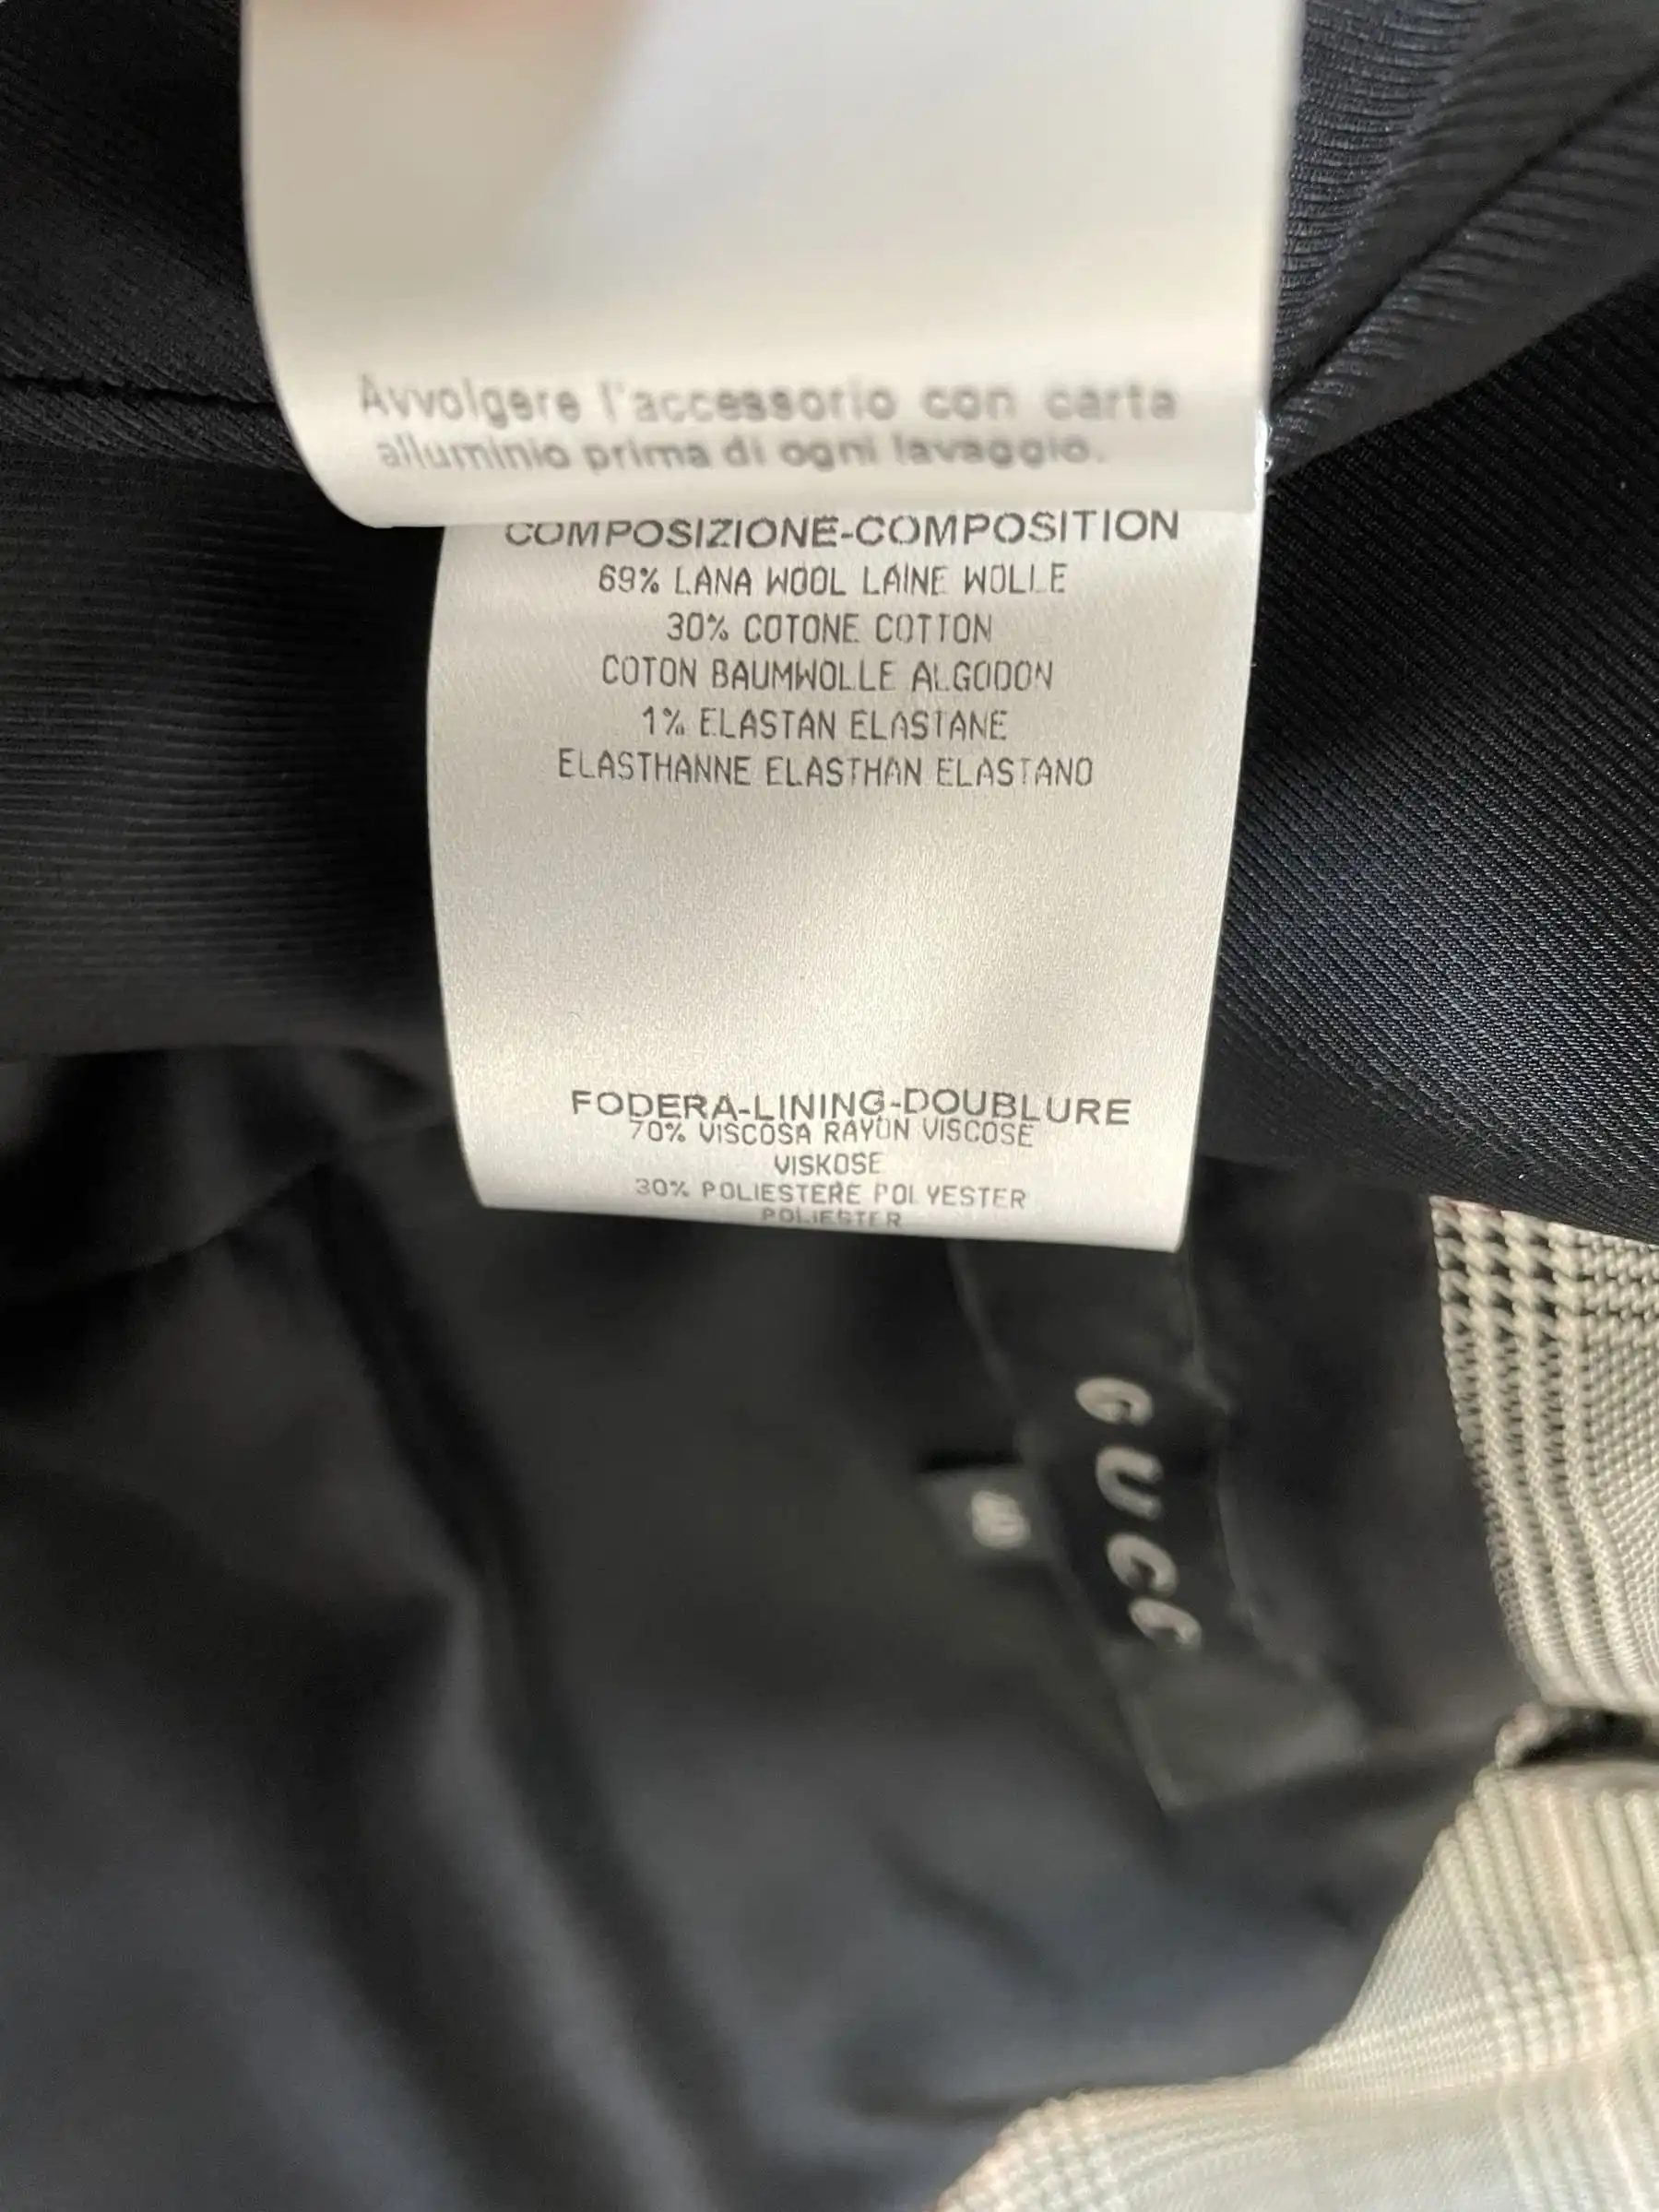 Avvolgere l'accessorio con carta
alluminio prima di ogni lavaggio.
COMPOSIZIONE-COMPOSITION
69% LANA WOOL LAINE WOLLE
30% COTONE COTTON
COTON BAUMWOLLE ALGODON
1% ELASTAN ELASTANE
ELASTHANNE ELASTHAN ELASTANO
FODERA-LINING-DOUBLURE
70% VISCOSA RAYON VISCOSE
VISKOSE
30% POLIESTERE POLYESTER
POLIESTER
GUCC